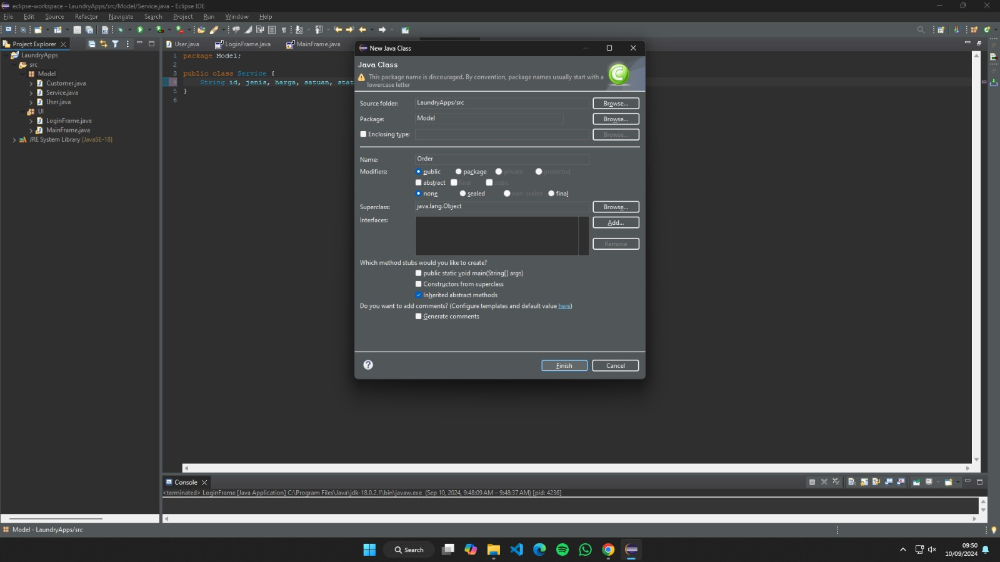 eclipse-workspace - LaundryApps/src/Model/Service.java - Eclipse IDE
File Edit Source Refactor Navigate Search Project Run Window Help
Project Explorer
LaundryApps
src
Model
Customer.java
Service.java
User.java
UI
LoginFrame.java
MainFrame.java
JRE System Library [JavaSE-18]
User.java LoginFrame.java MainFrame.java
1 package Model;
2
3 public class Service {
4 String id, jenis, harga, satuan, stat
5 }
6
New Java Class
Java Class
This package name is discouraged. By convention, package names usually start with a
lowercase letter
Source folder: LaundryApps/src Browse...
Package: Model Browse...
Enclosing type: Browse...
Name: Order
Modifiers: public package private protected
abstract final static
none sealed non-sealed final
Superclass: java.lang.Object Browse...
Interfaces: Add...
Remove
Which method stubs would you like to create?
public static void main(String[] args)
Constructors from superclass
Inherited abstract methods
Do you want to add comments? (Configure templates and default value here)
Generate comments
Finish Cancel
Console
<terminated> LoginFrame [Java Application] C:\Program Files\Java\jdk-18.0.2.1\bin\javaw.exe (Sep 10, 2024, 9:48:09 AM – 9:48:37 AM) [pid: 4236]
Model - LaundryApps/src
Search
09:50
10/09/2024